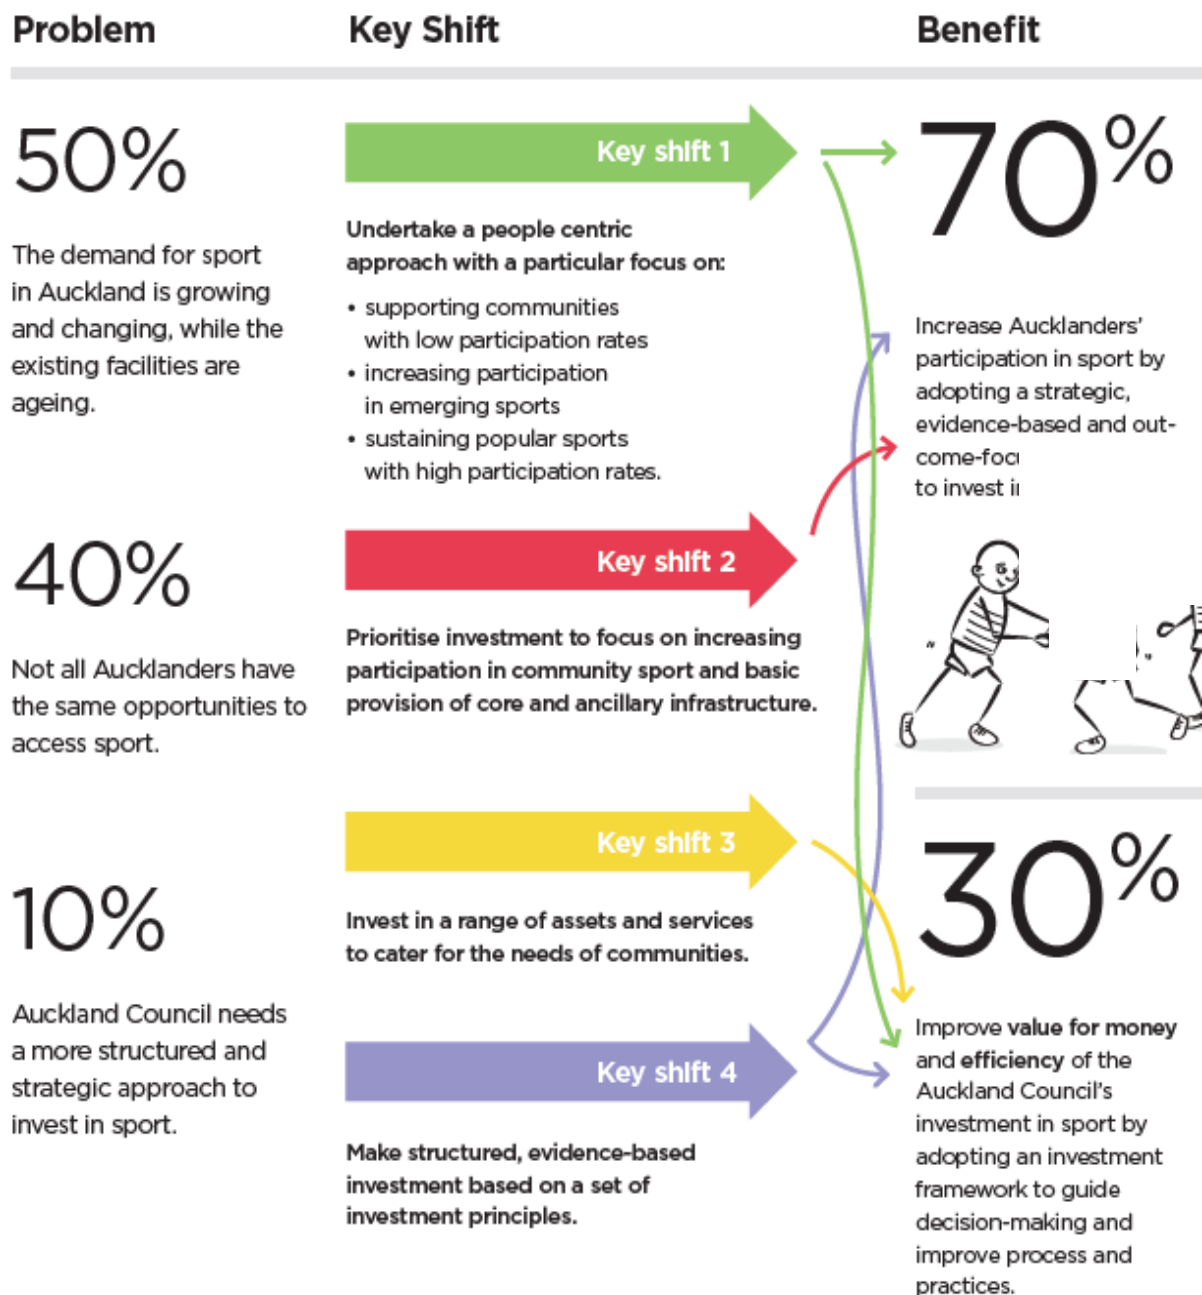 Problem
Key Shift
Benefit
50%
The demand for sport
in Auckland is growing
and changing, while the
existing facilities are
ageing.
40%
Not all Aucklanders have
the same opportunities to
access sport.
10%
Auckland Council needs
a more structured and
strategic approach to
invest in sport.
Key shift 1
Undertake a people centric
approach with a particular focus on:
• supporting communities
with low participation rates
• increasing participation
in emerging sports
• sustaining popular sports
with high participation rates.
Key shift 2
Prioritise investment to focus on increasing
participation in community sport and basic
provision of core and ancillary infrastructure.
Key shift 3
Invest in a range of assets and services
to cater for the needs of communities.
Key shift 4
Make structured, evidence-based
investment based on a set of
investment principles.
70%
Increase Aucklanders'
participation in sport by
adopting a strategic,
evidence-based and out-
come-
to invest
30%
Improve value for money
and efficiency of the
Auckland Council's
investment in sport by
adopting an investment
framework to guide
decision-making and
improve process and
practices.